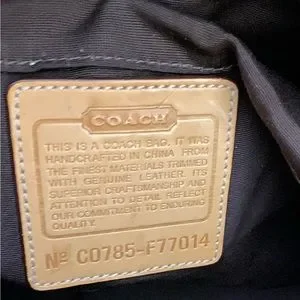 COACH
THIS IS A COACH BAG. IT WAS
HANDCRAFTED IN CHINA FROM
THE FINEST MATERIALS TRIMMED
WITH GENUINE LEATHER. ITS
SUPERIOR CRAFTSMANSHIP AND
ATTENTION TO DETAIL REFLECT
OUR COMMITMENT TO ENDURING
QUALITY.
Nº C0785-F77014